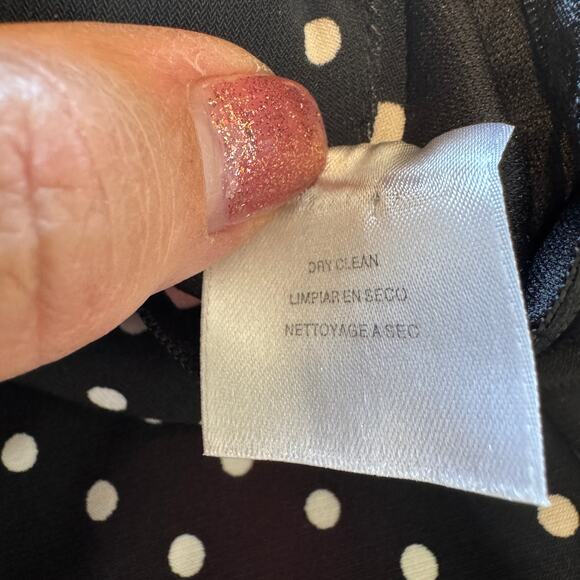 DRY CLEAN
LIMPIAR EN SECO
NETTOYAGE A SEC